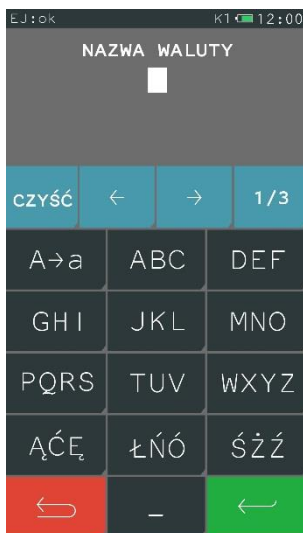 EJ:ok K1 12:00
NAZWA WALUTY
CZYŚĆ ← → 1/3
A→a ABC DEF
GHI JKL MNO
PQRS TUV WXYZ
ĄĆĘ ŁŃÓ ŚŻŹ
_